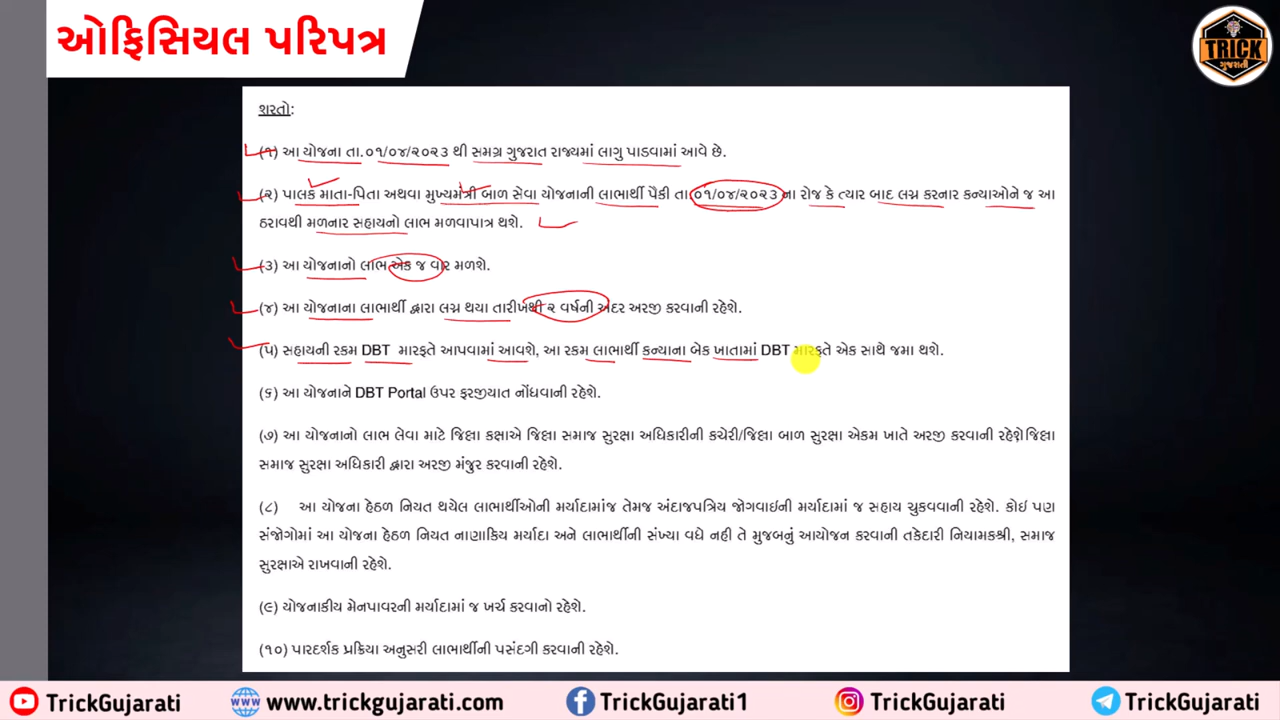 ઓફિસિયલ પરિપત્ર
TRICK
ગુજરાતી
શરતો:
(૧) આ યોજના તા.૦૧/૦૪/૨૦૨૩ થી સમગ્ર ગુજરાત રાજ્યમાં લાગુ પાડવામાં આવે છે.
(૨) પાલક માતા-પિતા અથવા મુખ્યમંત્રી બાળ સેવા યોજનાની લાભાર્થી પૈકી તા.૦૧/૦૪/૨૦૨૩ ના રોજ કે ત્યાર બાદ લગ્ન કરનાર કન્યાઓને જ આ
ઠરાવથી મળનાર સહાયનો લાભ મળવાપાત્ર થશે.
(૩) આ યોજનાનો લાભ એક જ વાર મળશે.
(૪) આ યોજનાના લાભાર્થી દ્વારા લગ્ન થયા તારીખથી ૨ વર્ષની અંદર અરજી કરવાની રહેશે.
(૫) સહાયની રકમ DBT મારફતે આપવામાં આવશે, આ રકમ લાભાર્થી કન્યાના બેક ખાતામાં DBT મારફતે એક સાથે જમા થશે.
(૬) આ યોજનાને DBT Portal ઉપર ફરજીયાત નોંધવાની રહેશે.
(૭) આ યોજનાનો લાભ લેવા માટે જિલ્લા કક્ષાએ જિલ્લા સમાજ સુરક્ષા અધિકારીની કચેરી/જિલ્લા બાળ સુરક્ષા એકમ ખાતે અરજી કરવાની રહેશે જિલ્લા
સમાજ સુરક્ષા અધિકારી દ્વારા અરજી મંજુર કરવાની રહેશે.
(૮) આ યોજના હેઠળ નિયત થયેલ લાભાર્થીઓની મર્યાદામાંજ તેમજ અંદાજપત્રિય જોગવાઇની મર્યાદામાં જ સહાય ચુકવવાની રહેશે. કોઈ પણ
સંજોગોમાં આ યોજના હેઠળ નિયત નાણાકિય મર્યાદા અને લાભાર્થીની સંખ્યા વધે નહી તે મુજબનું આયોજન કરવાની તકેદારી નિયામકશ્રી, સમાજ
સુરક્ષાએ રાખવાની રહેશે.
(૯) યોજનાકીય મેનપાવરની મર્યાદામાં જ ખર્ચ કરવાનો રહેશે.
(૧૦) પારદર્શક પ્રક્રિયા અનુસરી લાભાર્થીની પસંદગી કરવાની રહેશે.
TrickGujarati www.trickgujarati.com TrickGujarati1 TrickGujarati TrickGujarati